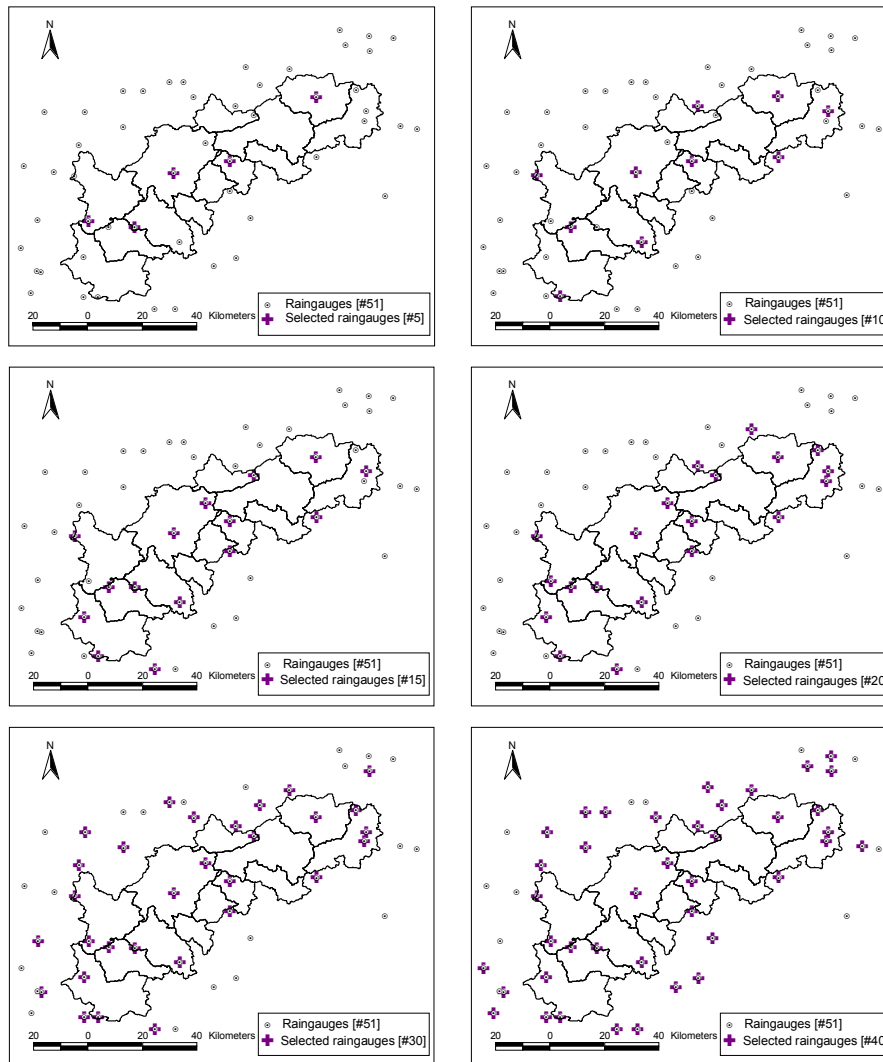 N
N
Raingauges [#51]
Selected raingauges [#5]
20 0 20 40 Kilometers
Raingauges [#51]
Selected raingauges [#10
20 0 20 40 Kilometers
N
N
Raingauges [#51]
Selected raingauges [#15]
20 0 20 40 Kilometers
Raingauges [#51]
Selected raingauges [#20
20 0 20 40 Kilometers
N
N
Raingauges [#51]
Selected raingauges [#30]
20 0 20 40 Kilometers
Raingauges [#51]
Selected raingauges [#40
20 0 20 40 Kilometers